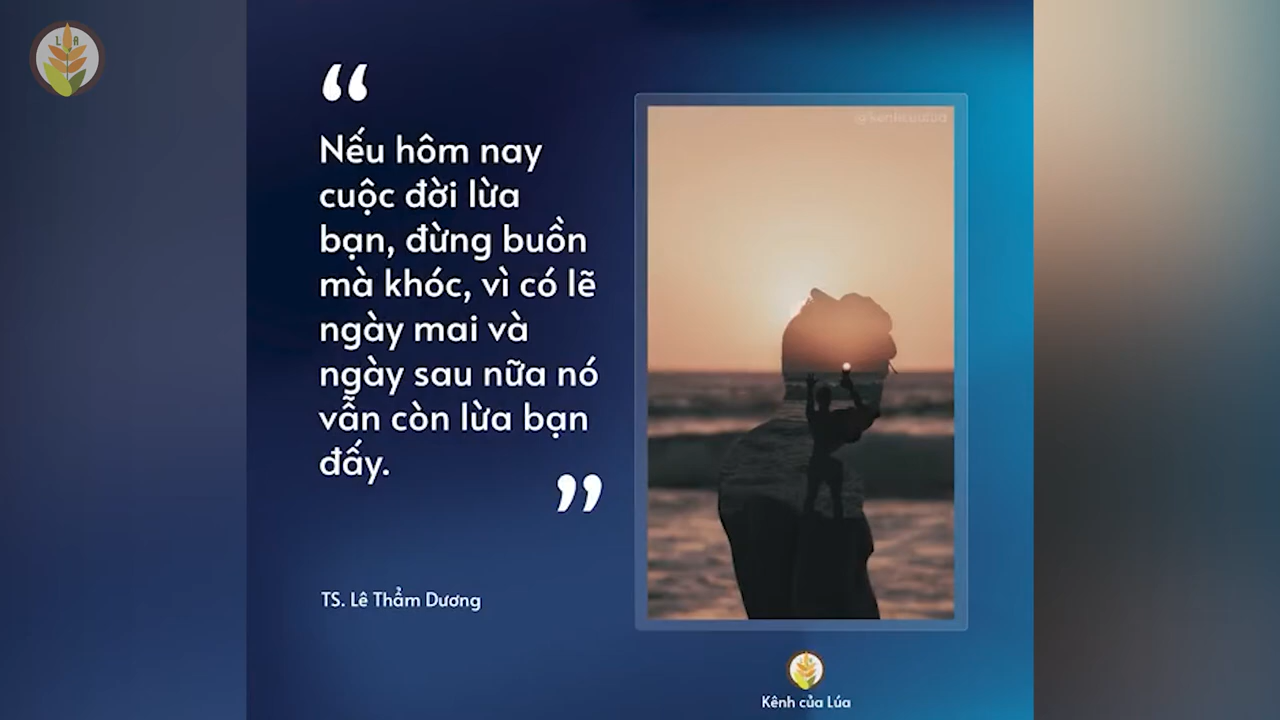 L A
“
Nếu hôm nay
cuộc đời lừa
bạn, đừng buồn
mà khóc, vì có lẽ
ngày mai và
ngày sau nữa nó
vẫn còn lừa bạn
đấy.
”
TS. Lê Thẩm Dương
Kênh của Lúa